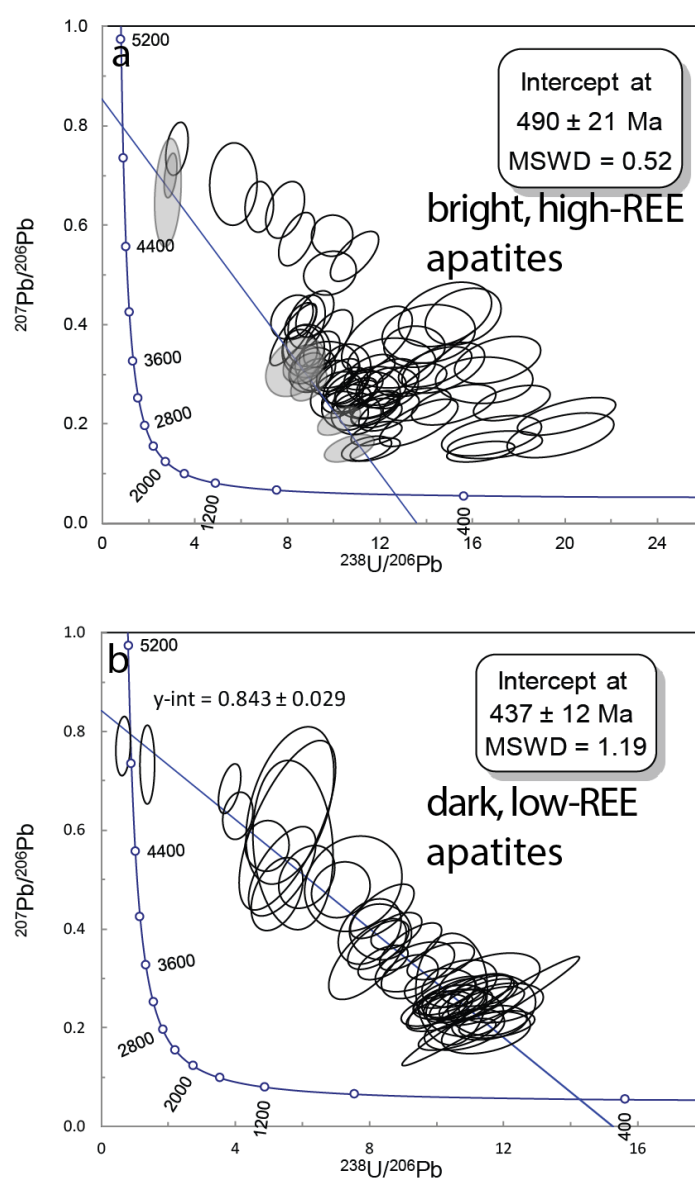 a
1.0
0.8
0.6
0.4
0.2
0.0
207Pb/206Pb
5200
4400
3600
2800
2000
1200
400
Intercept at
490 ± 21 Ma
MSWD = 0.52
bright, high-REE
apatites
0 4 8 12 16 20 24
238U/206Pb
b
1.0
0.8
0.6
0.4
0.2
0.0
207Pb/206Pb
5200
y-int = 0.843 ± 0.029
4400
3600
2800
2000
1200
400
Intercept at
437 ± 12 Ma
MSWD = 1.19
dark, low-REE
apatites
0 4 8 12 16
238U/206Pb